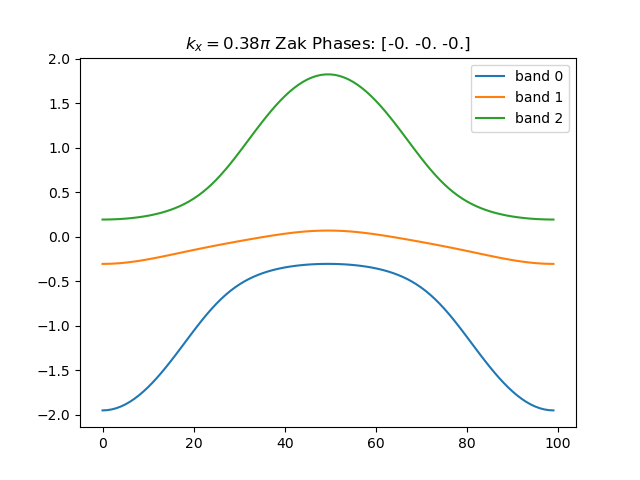 $k_x = 0.38\pi$ Zak Phases: [-0. -0. -0.]
band 0
band 1
band 2
2.0
1.5
1.0
0.5
0.0
−0.5
−1.0
−1.5
−2.0
0 20 40 60 80 100